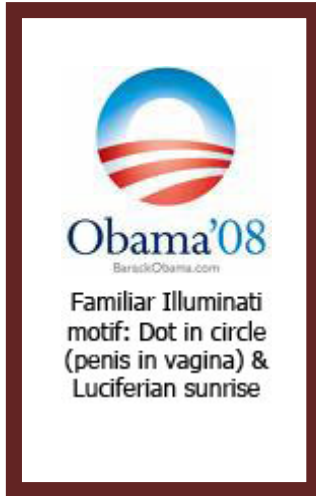 Obama'08
BarackObama.com
Familiar Illuminati
motif: Dot in circle
(penis in vagina) &
Luciferian sunrise